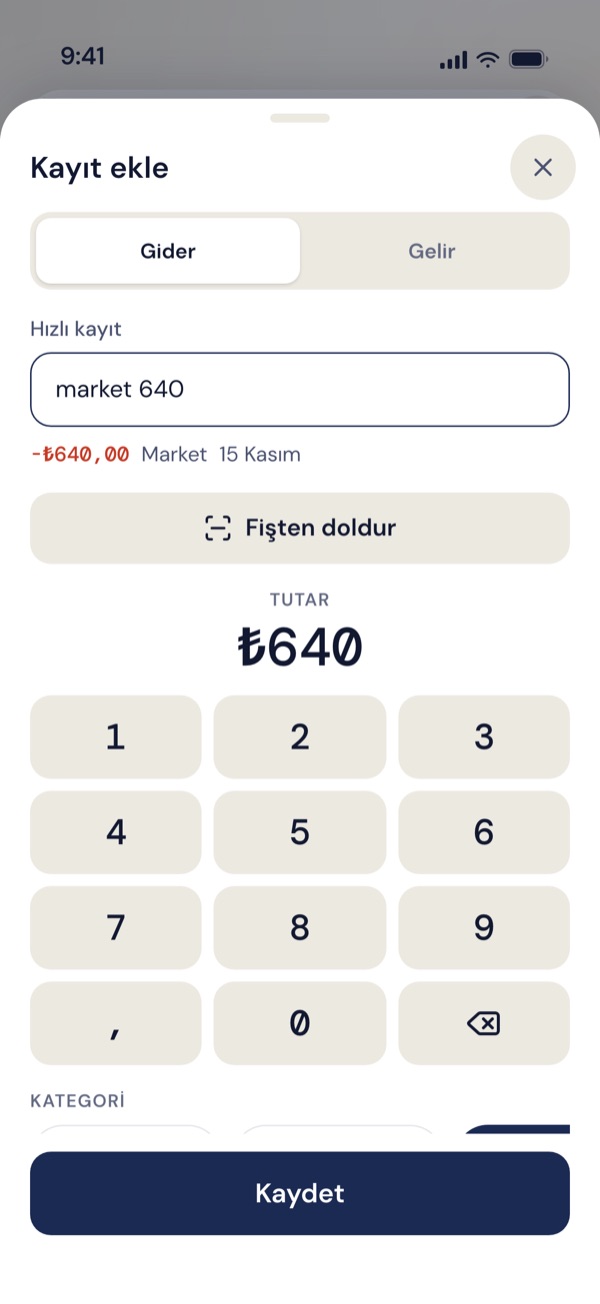 9:41
Kayıt ekle
Gider
Gelir
Hızlı kayıt
market 640
-₺640,00 Market 15 Kasım
Fişten doldur
TUTAR
₺640
1 2 3
4 5 6
7 8 9
, 0
KATEGORİ
Kaydet